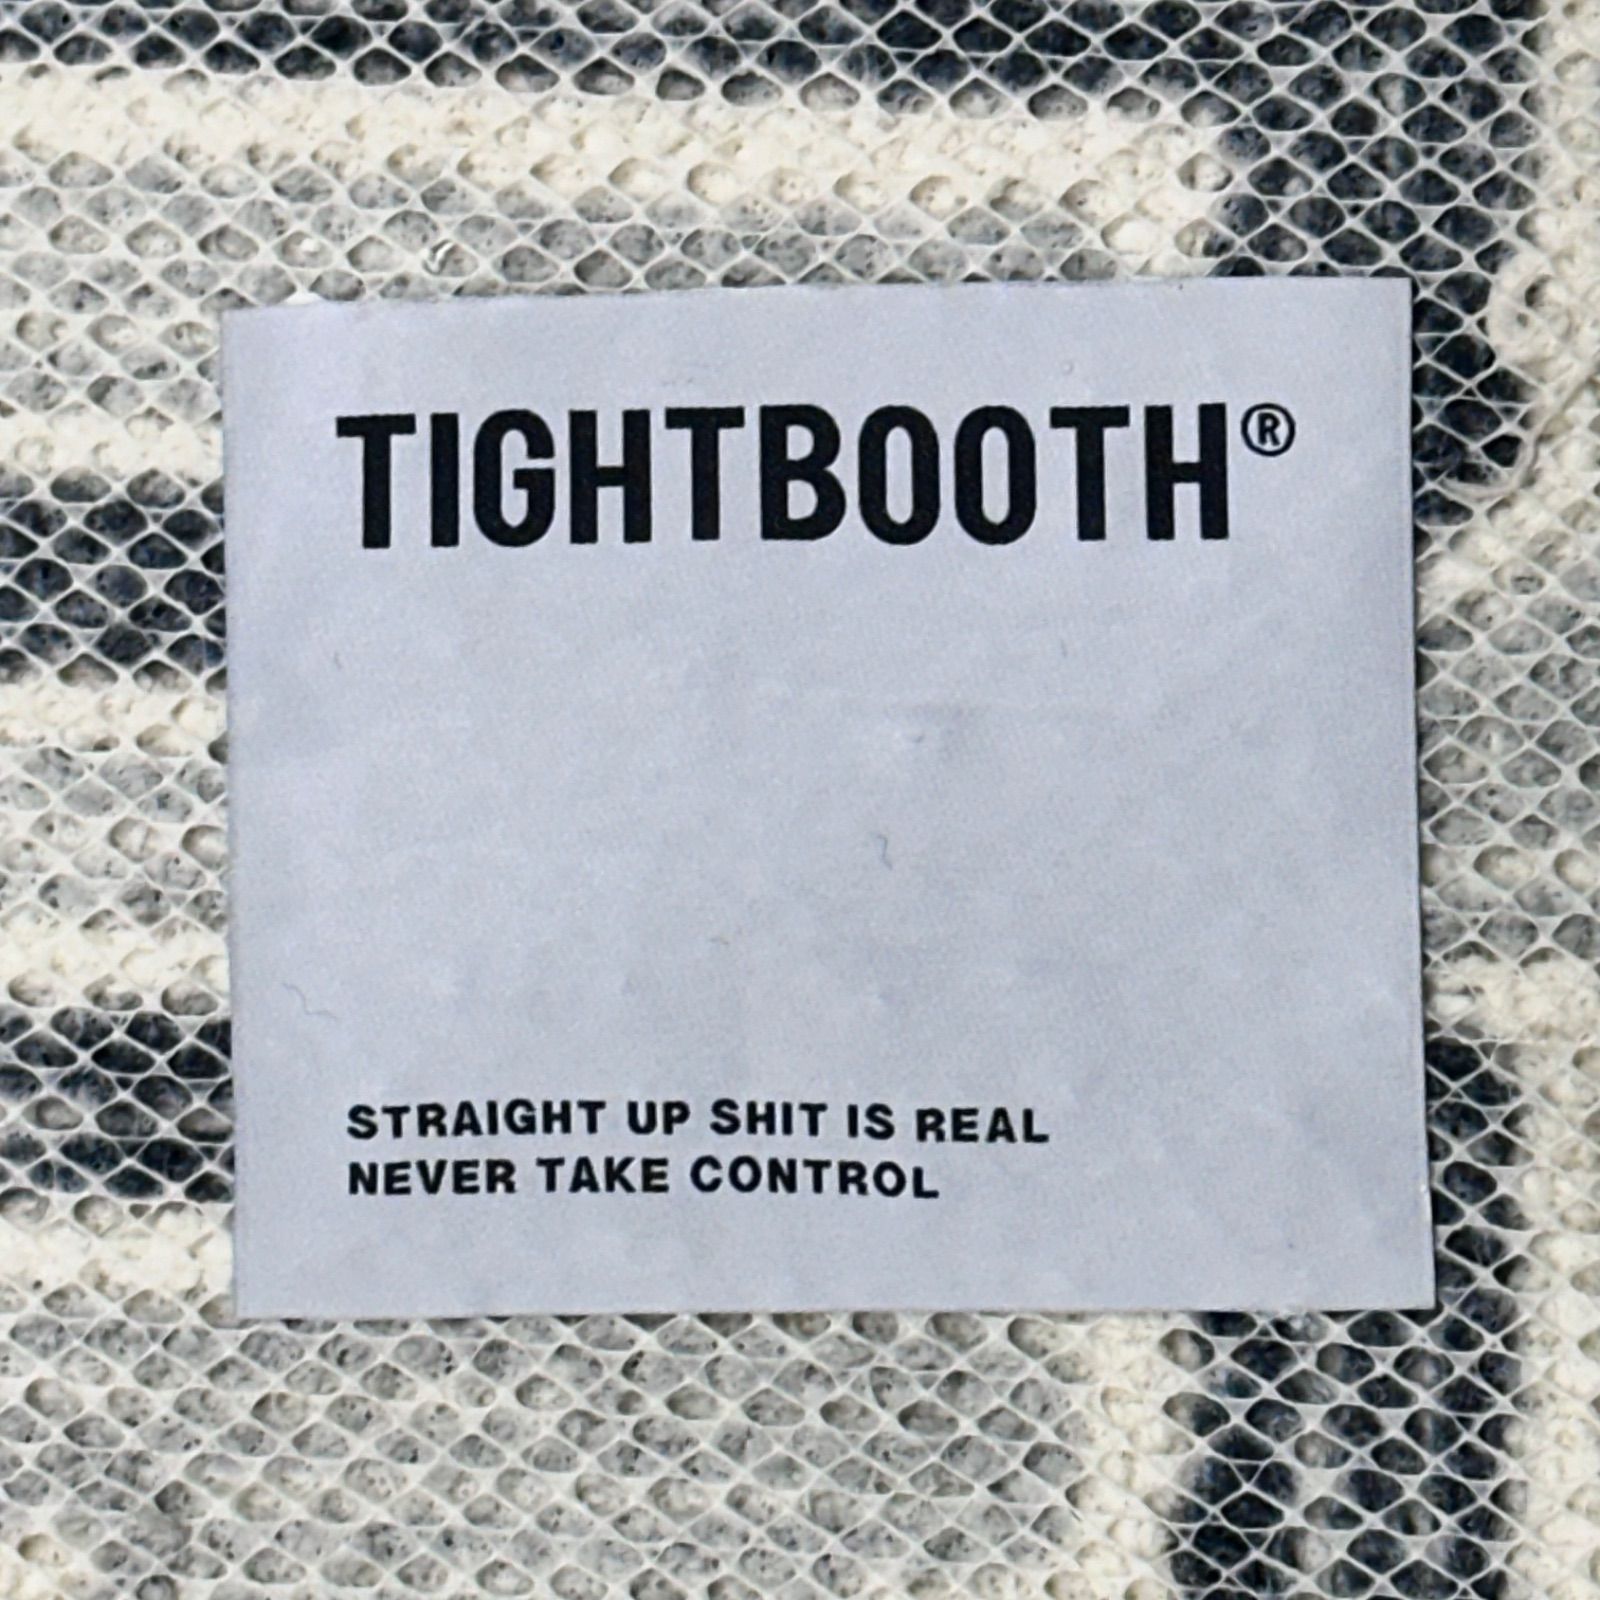 TIGHTBOOTH®
STRAIGHT UP SHIT IS REAL
NEVER TAKE CONTROL